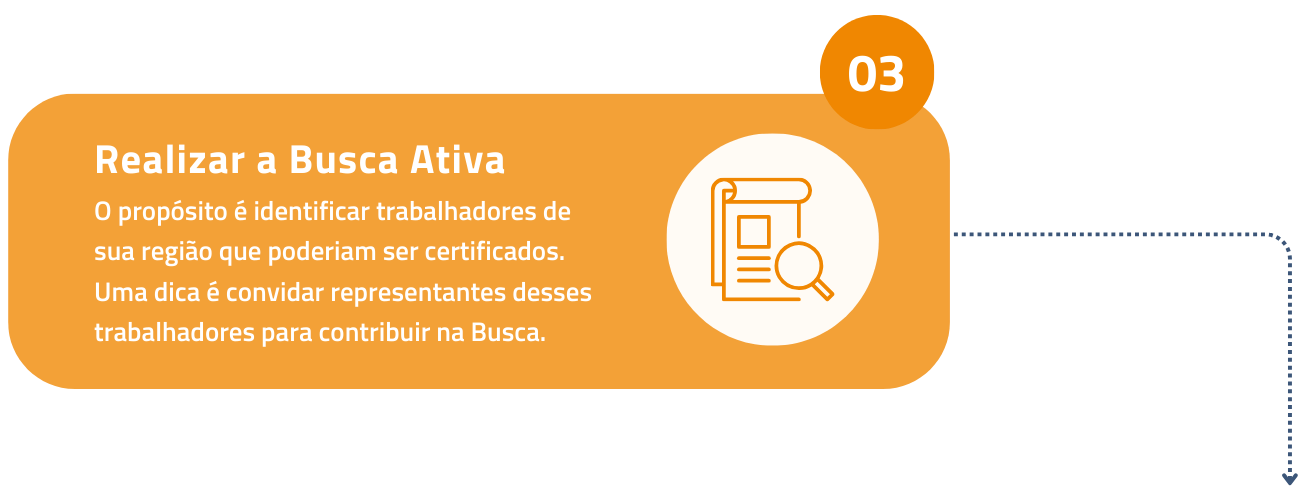 03
Realizar a Busca Ativa
O propósito é identificar trabalhadores de
sua região que poderiam ser certificados.
Uma dica é convidar representantes desses
trabalhadores para contribuir na Busca.